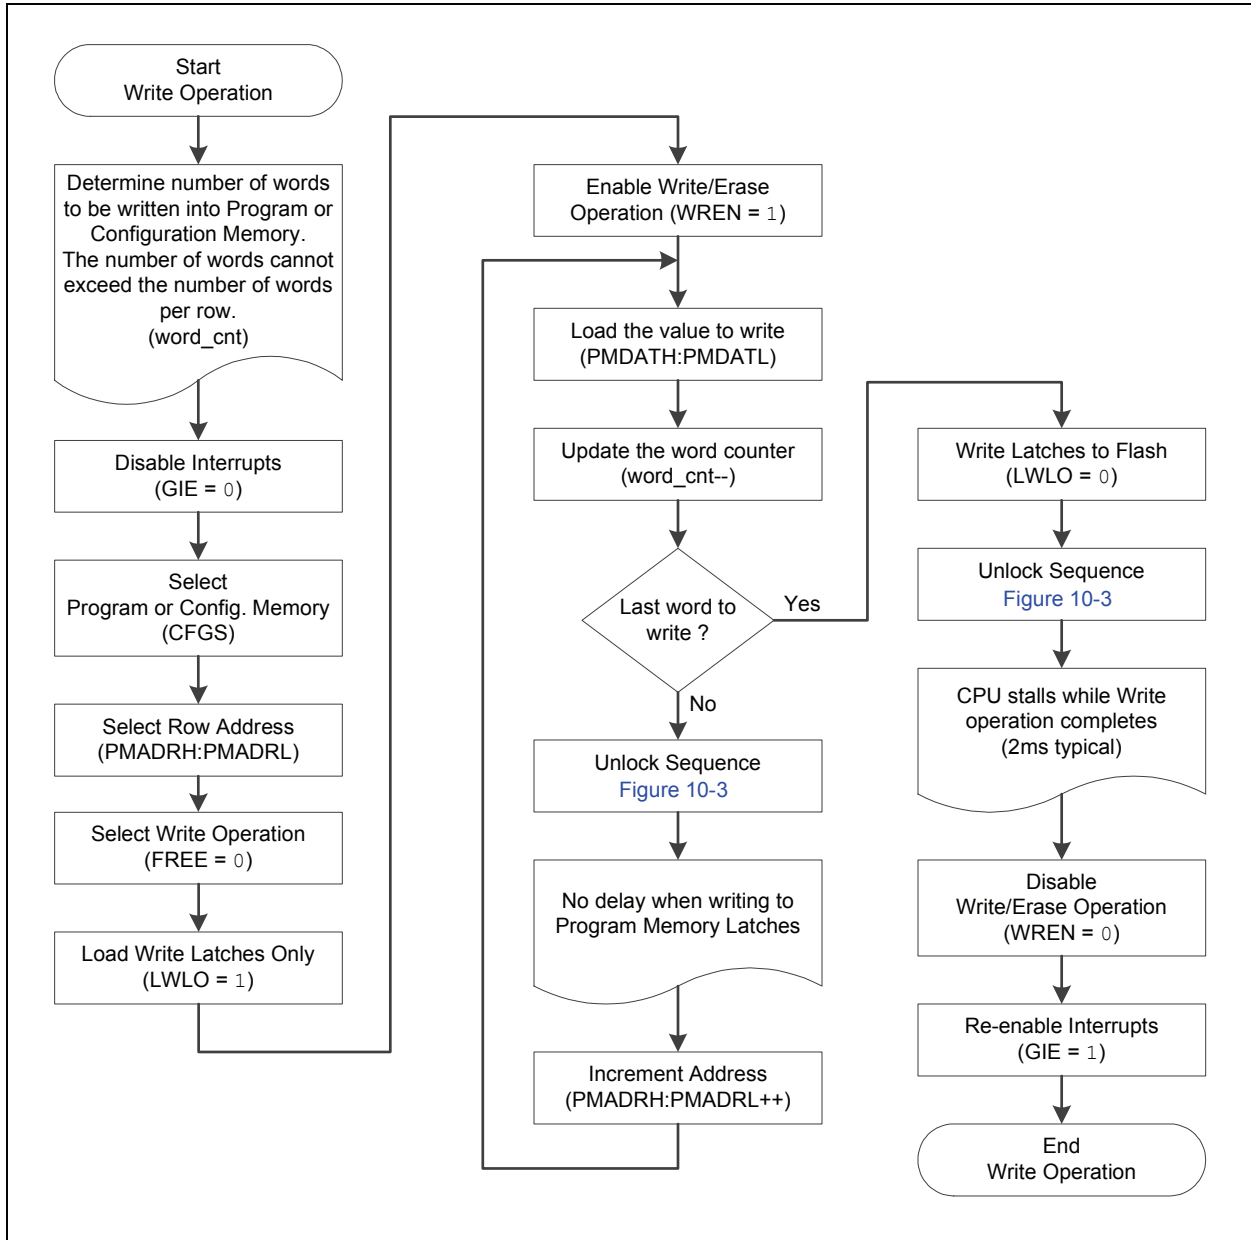 Start
Write Operation
Determine number of words
to be written into Program or
Configuration Memory.
The number of words cannot
exceed the number of words
per row.
(word_cnt)
Disable Interrupts
(GIE = 0)
Select
Program or Config. Memory
(CFGS)
Select Row Address
(PMADRH:PMADRL)
Select Write Operation
(FREE = 0)
Load Write Latches Only
(LWLO = 1)
Enable Write/Erase
Operation (WREN = 1)
Load the value to write
(PMDATH:PMDATL)
Update the word counter
(word_cnt--)
Last word to
write ?
Yes
No
Unlock Sequence
Figure 10-3
No delay when writing to
Program Memory Latches
Increment Address
(PMADRH:PMADRL++)
Write Latches to Flash
(LWLO = 0)
Unlock Sequence
Figure 10-3
CPU stalls while Write
operation completes
(2ms typical)
Disable
Write/Erase Operation
(WREN = 0)
Re-enable Interrupts
(GIE = 1)
End
Write Operation